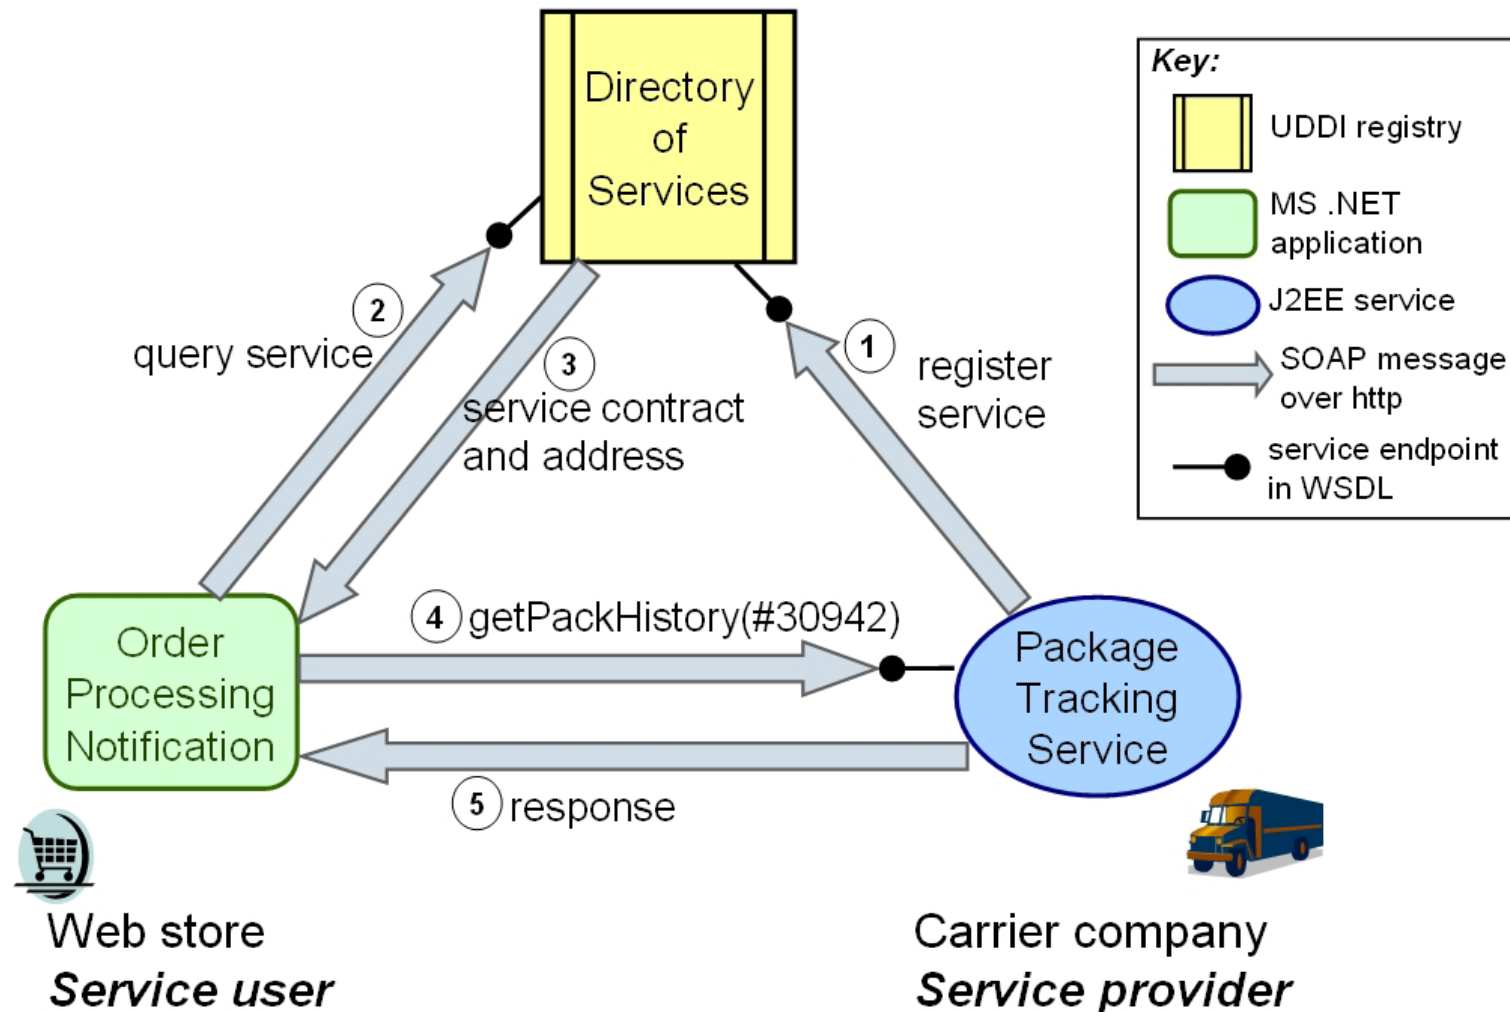 Directory
of
Services
Key:
UDDI registry
MS .NET
application
J2EE service
SOAP message
over http
service endpoint
in WSDL
2
query service
3
service contract
and address
1
register
service
4 getPackHistory(#30942)
Order
Processing
Notification
Package
Tracking
Service
5 response
Web store
Service user
Carrier company
Service provider